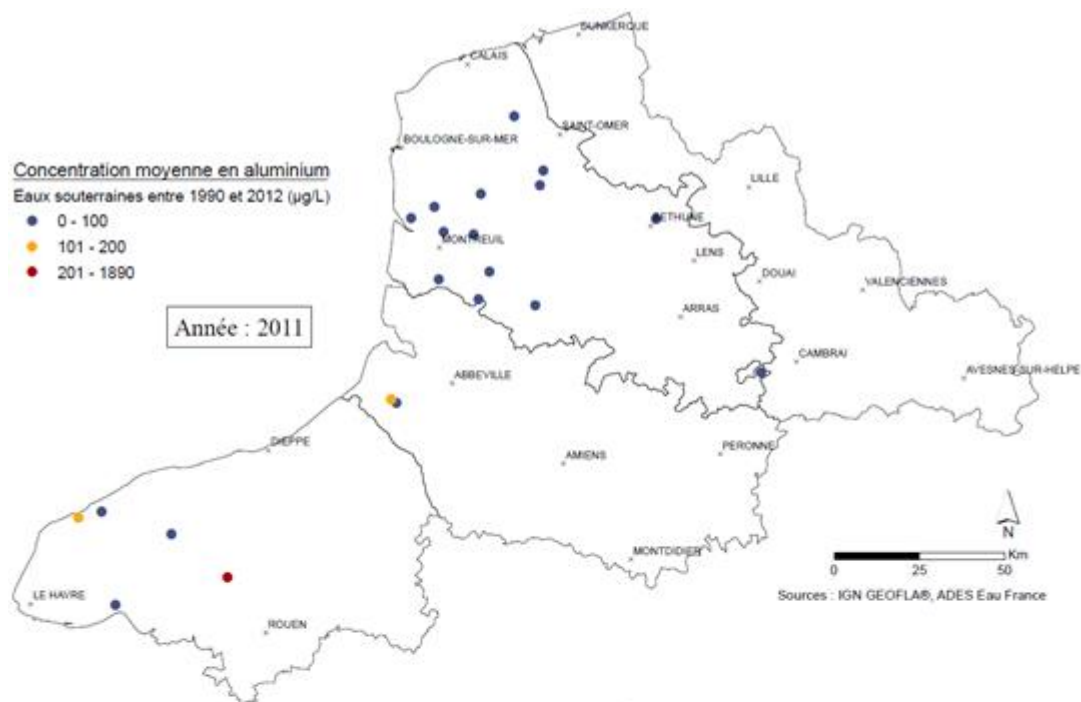 DUNKERQUE
CALAIS
SAINT-OMER
BOULOGNE-SUR-MER
Concentration moyenne en aluminium
Eaux souterraines entre 1990 et 2012 (µg/L)
0 - 100
101 - 200
201 - 1890
LILLE
BETHUNE
MONTREUIL
LENS
DOUAI
VALENCIENNES
Année : 2011
ARRAS
CAMBRAI
ABBEVILLE
AVESNES-SUR-HELPE
DIEPPE
AMIENS
PERONNE
N
MONTDIDIER
Km
0 25 50
Sources : IGN GEOFLA®, ADES Eau France
LE HAVRE
ROUEN